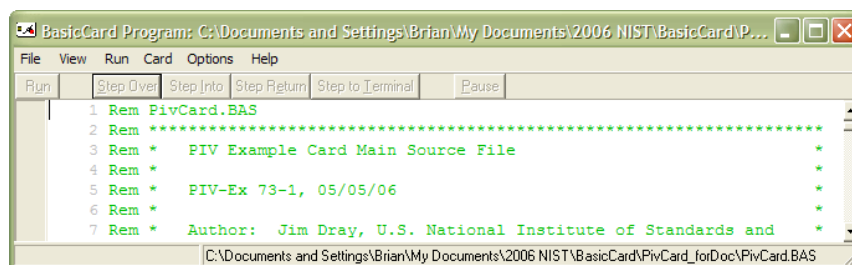 BasicCard Program: C:\Documents and Settings\Brian\My Documents\2006 NIST\BasicCard\P...
File View Run Card Options Help
Run Step Over Step Into Step Return Step to Terminal Pause
1 Rem PivCard.BAS
2 Rem ***********************************************************************
3 Rem * PIV Example Card Main Source File *
4 Rem * *
5 Rem * PIV-Ex 73-1, 05/05/06 *
6 Rem * *
7 Rem * Author: Jim Dray, U.S. National Institute of Standards and *
C:\Documents and Settings\Brian\My Documents\2006 NIST\BasicCard\PivCard_forDoc\PivCard.BAS